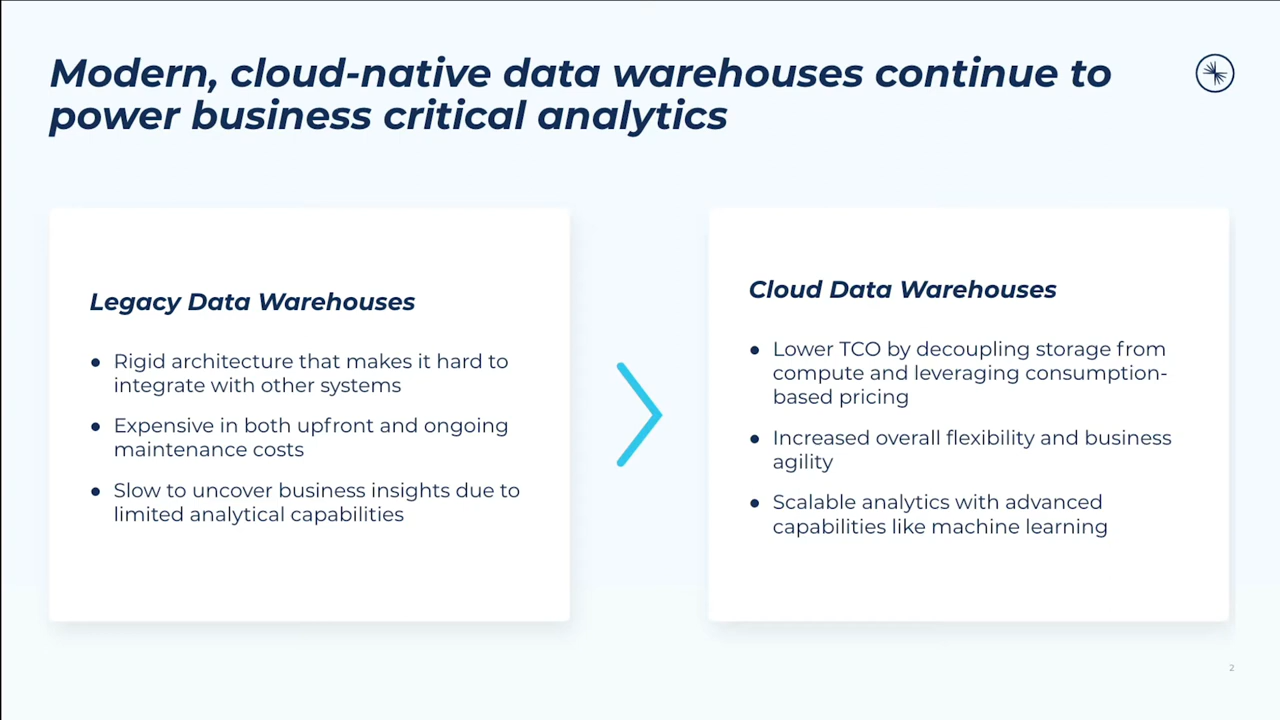 Modern, cloud-native data warehouses continue to
power business critical analytics
Legacy Data Warehouses
● Rigid architecture that makes it hard to
integrate with other systems
● Expensive in both upfront and ongoing
maintenance costs
● Slow to uncover business insights due to
limited analytical capabilities
Cloud Data Warehouses
● Lower TCO by decoupling storage from
compute and leveraging consumption-
based pricing
● Increased overall flexibility and business
agility
● Scalable analytics with advanced
capabilities like machine learning
2